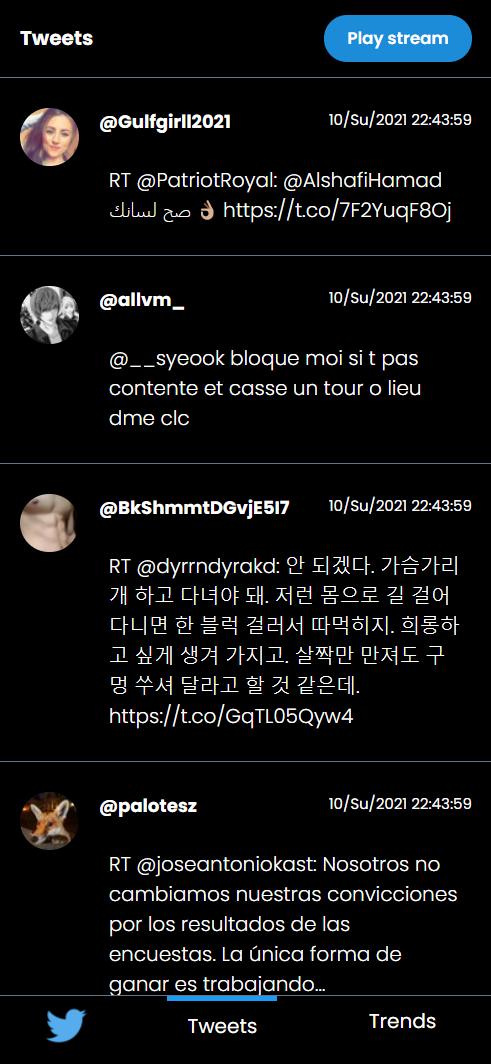 Tweets
Play stream
@Gulfgirll2021
10/Su/2021 22:43:59
RT @PatriotRoyal: @AlshafiHamad
صح لسانك 👌🏼 https://t.co/7F2YuqF8Oj
@allvm_
10/Su/2021 22:43:59
@__syeook bloque moi si t pas
contente et casse un tour o lieu
dme clc
@BkShmmtDGvjE5I7
10/Su/2021 22:43:59
RT @dyrrndyrakd: 안 되겠다. 가슴가리
개 하고 다녀야 돼. 저런 몸으로 길 걸어
다니면 한 블럭 걸러서 따먹히지. 희롱하
고 싶게 생겨 가지고. 살짝만 만져도 구
멍 쑤셔 달라고 할 것 같은데.
https://t.co/GqTL05Qyw4
@palotesz
10/Su/2021 22:43:59
RT @joseantoniokast: Nosotros no
cambiamos nuestras convicciones
por los resultados de las
encuestas. La única forma de
ganar es trabajando…
Tweets
Trends